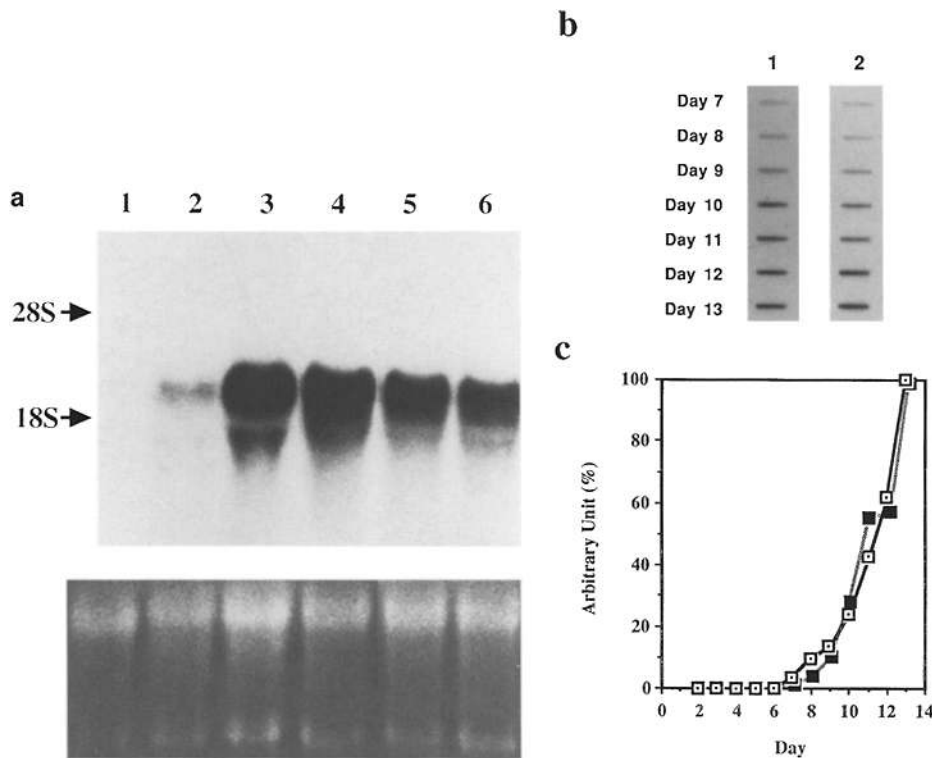 b
1 2
Day 7
Day 8
Day 9
Day 10
Day 11
Day 12
Day 13
a 1 2 3 4 5 6
28S
18S
c
100
80
60
40
20
0
Arbitrary Unit (%)
0 2 4 6 8 10 12 14
Day